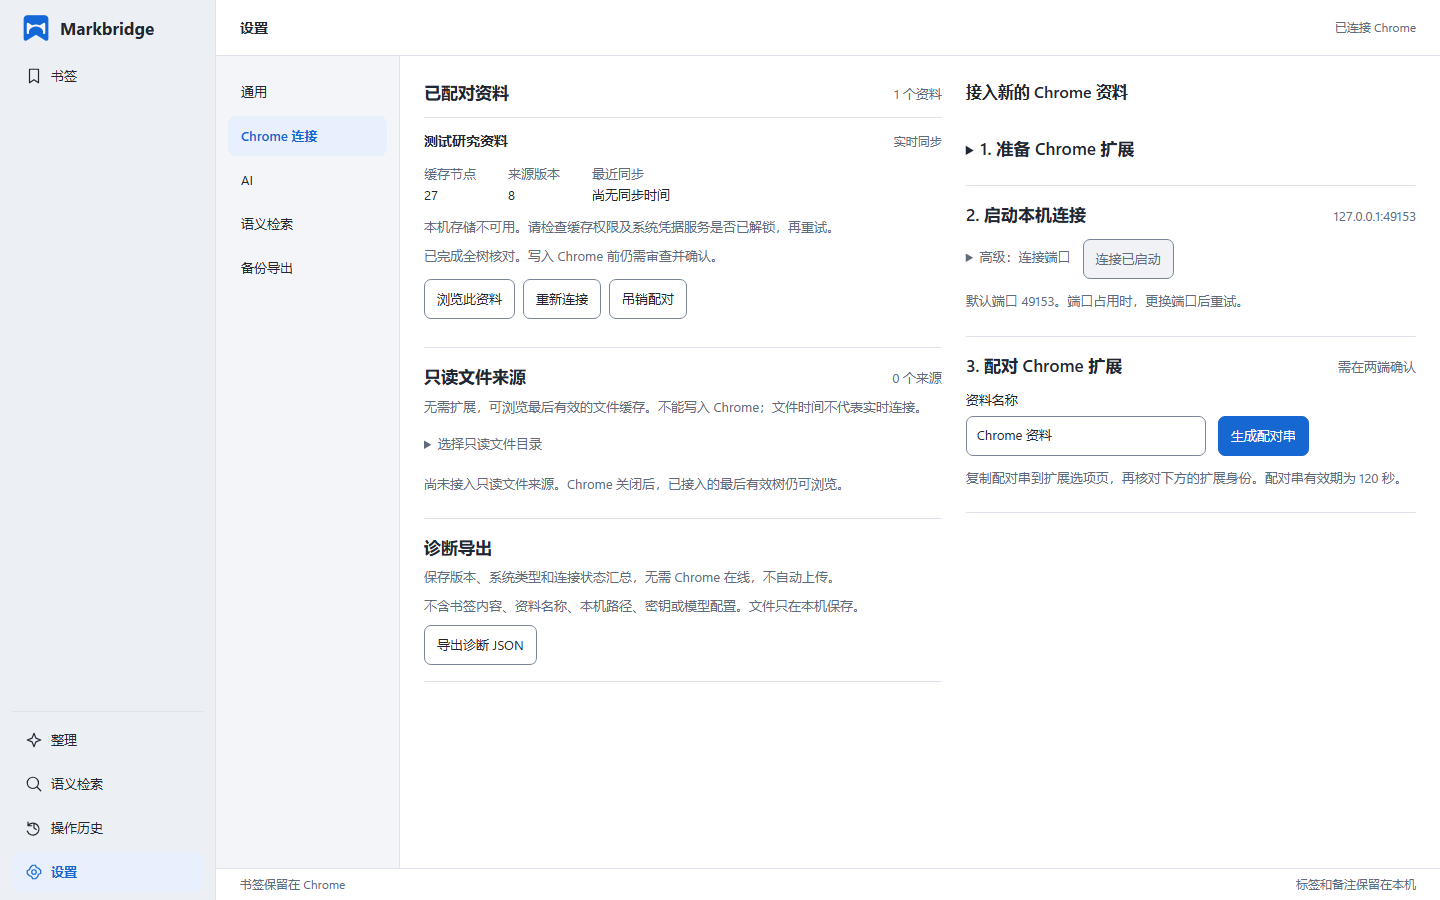 Markbridge
书签
整理
语义检索
操作历史
设置
设置
已连接 Chrome
通用
Chrome 连接
AI
语义检索
备份导出
已配对资料
1 个资料
测试研究资料
实时同步
缓存节点 来源版本 最近同步
27 8 尚无同步时间
本机存储不可用。请检查缓存权限及系统凭据服务是否已解锁，再重试。
已完成全树核对。写入 Chrome 前仍需审查并确认。
浏览此资料 重新连接 吊销配对
只读文件来源
0 个来源
无需扩展，可浏览最后有效的文件缓存。不能写入 Chrome；文件时间不代表实时连接。
选择只读文件目录
尚未接入只读文件来源。Chrome 关闭后，已接入的最后有效树仍可浏览。
诊断导出
保存版本、系统类型和连接状态汇总，无需 Chrome 在线，不自动上传。
不含书签内容、资料名称、本机路径、密钥或模型配置。文件只在本机保存。
导出诊断 JSON
接入新的 Chrome 资料
1. 准备 Chrome 扩展
2. 启动本机连接
127.0.0.1:49153
高级：连接端口
连接已启动
默认端口 49153。端口占用时，更换端口后重试。
3. 配对 Chrome 扩展
需在两端确认
资料名称
Chrome 资料
生成配对串
复制配对串到扩展选项页，再核对下方的扩展身份。配对串有效期为 120 秒。
书签保留在 Chrome
标签和备注保留在本机